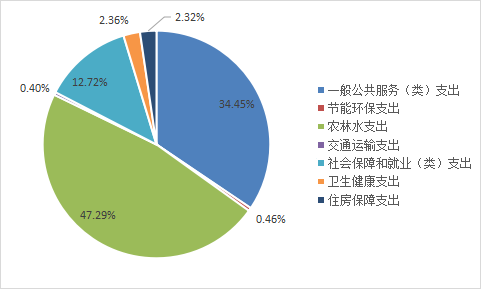 2.36%
2.32%
12.72%
0.40%
34.45%
47.29%
0.46%
一般公共服务（类）支出
节能环保支出
农林水支出
交通运输支出
社会保障和就业（类）支出
卫生健康支出
住房保障支出